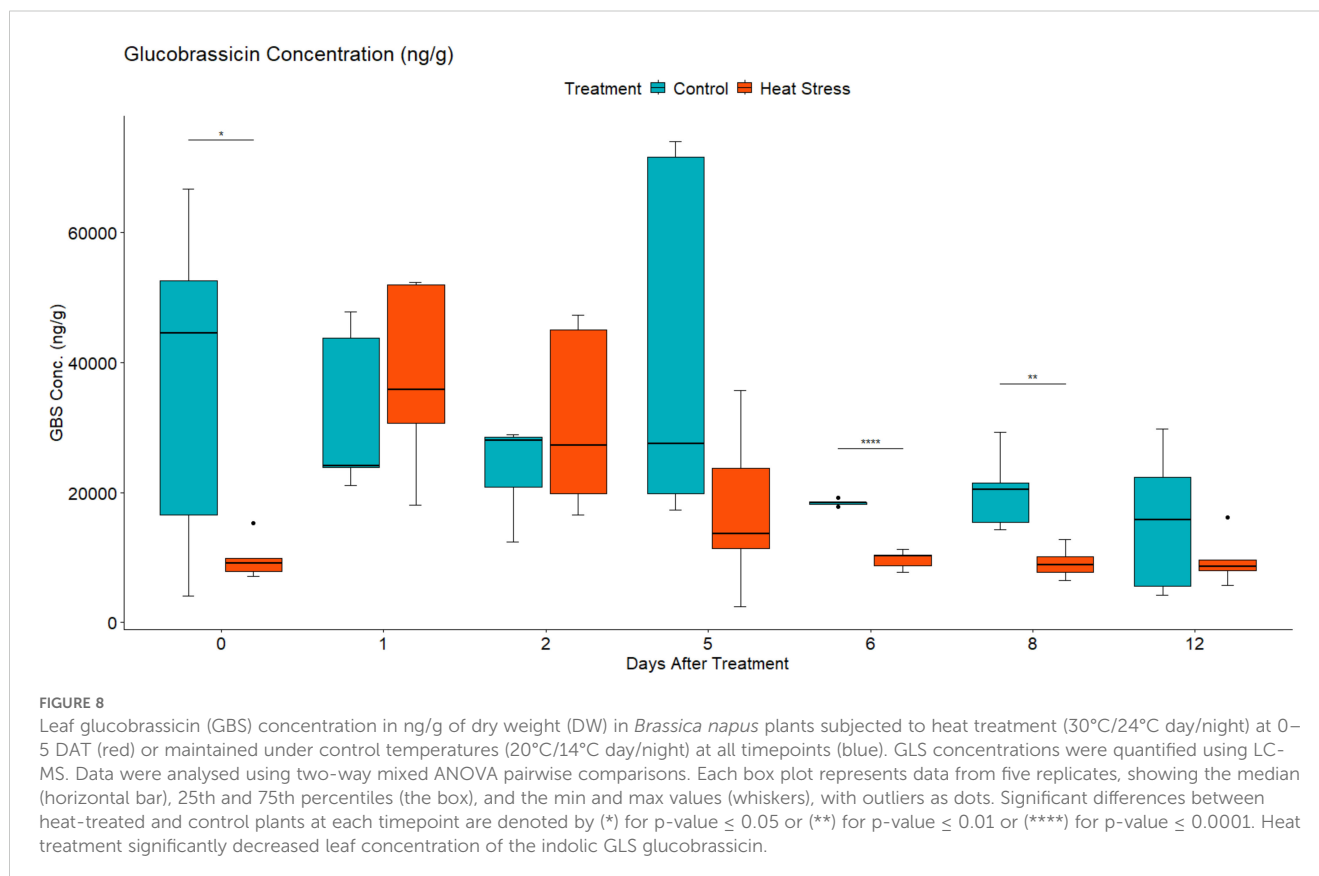 Glucobrassicin Concentration (ng/g)
Treatment Control Heat Stress
*
**
****
60000
40000
20000
0
GBS Conc. (ng/g)
0 1 2 5 6 8 12
Days After Treatment
FIGURE 8
Leaf glucobrassicin (GBS) concentration in ng/g of dry weight (DW) in Brassica napus plants subjected to heat treatment (30°C/24°C day/night) at 0–
5 DAT (red) or maintained under control temperatures (20°C/14°C day/night) at all timepoints (blue). GLS concentrations were quantified using LC-
MS. Data were analysed using two-way mixed ANOVA pairwise comparisons. Each box plot represents data from five replicates, showing the median
(horizontal bar), 25th and 75th percentiles (the box), and the min and max values (whiskers), with outliers as dots. Significant differences between
heat-treated and control plants at each timepoint are denoted by (*) for p-value ≤ 0.05 or (**) for p-value ≤ 0.01 or (****) for p-value ≤ 0.0001. Heat
treatment significantly decreased leaf concentration of the indolic GLS glucobrassicin.